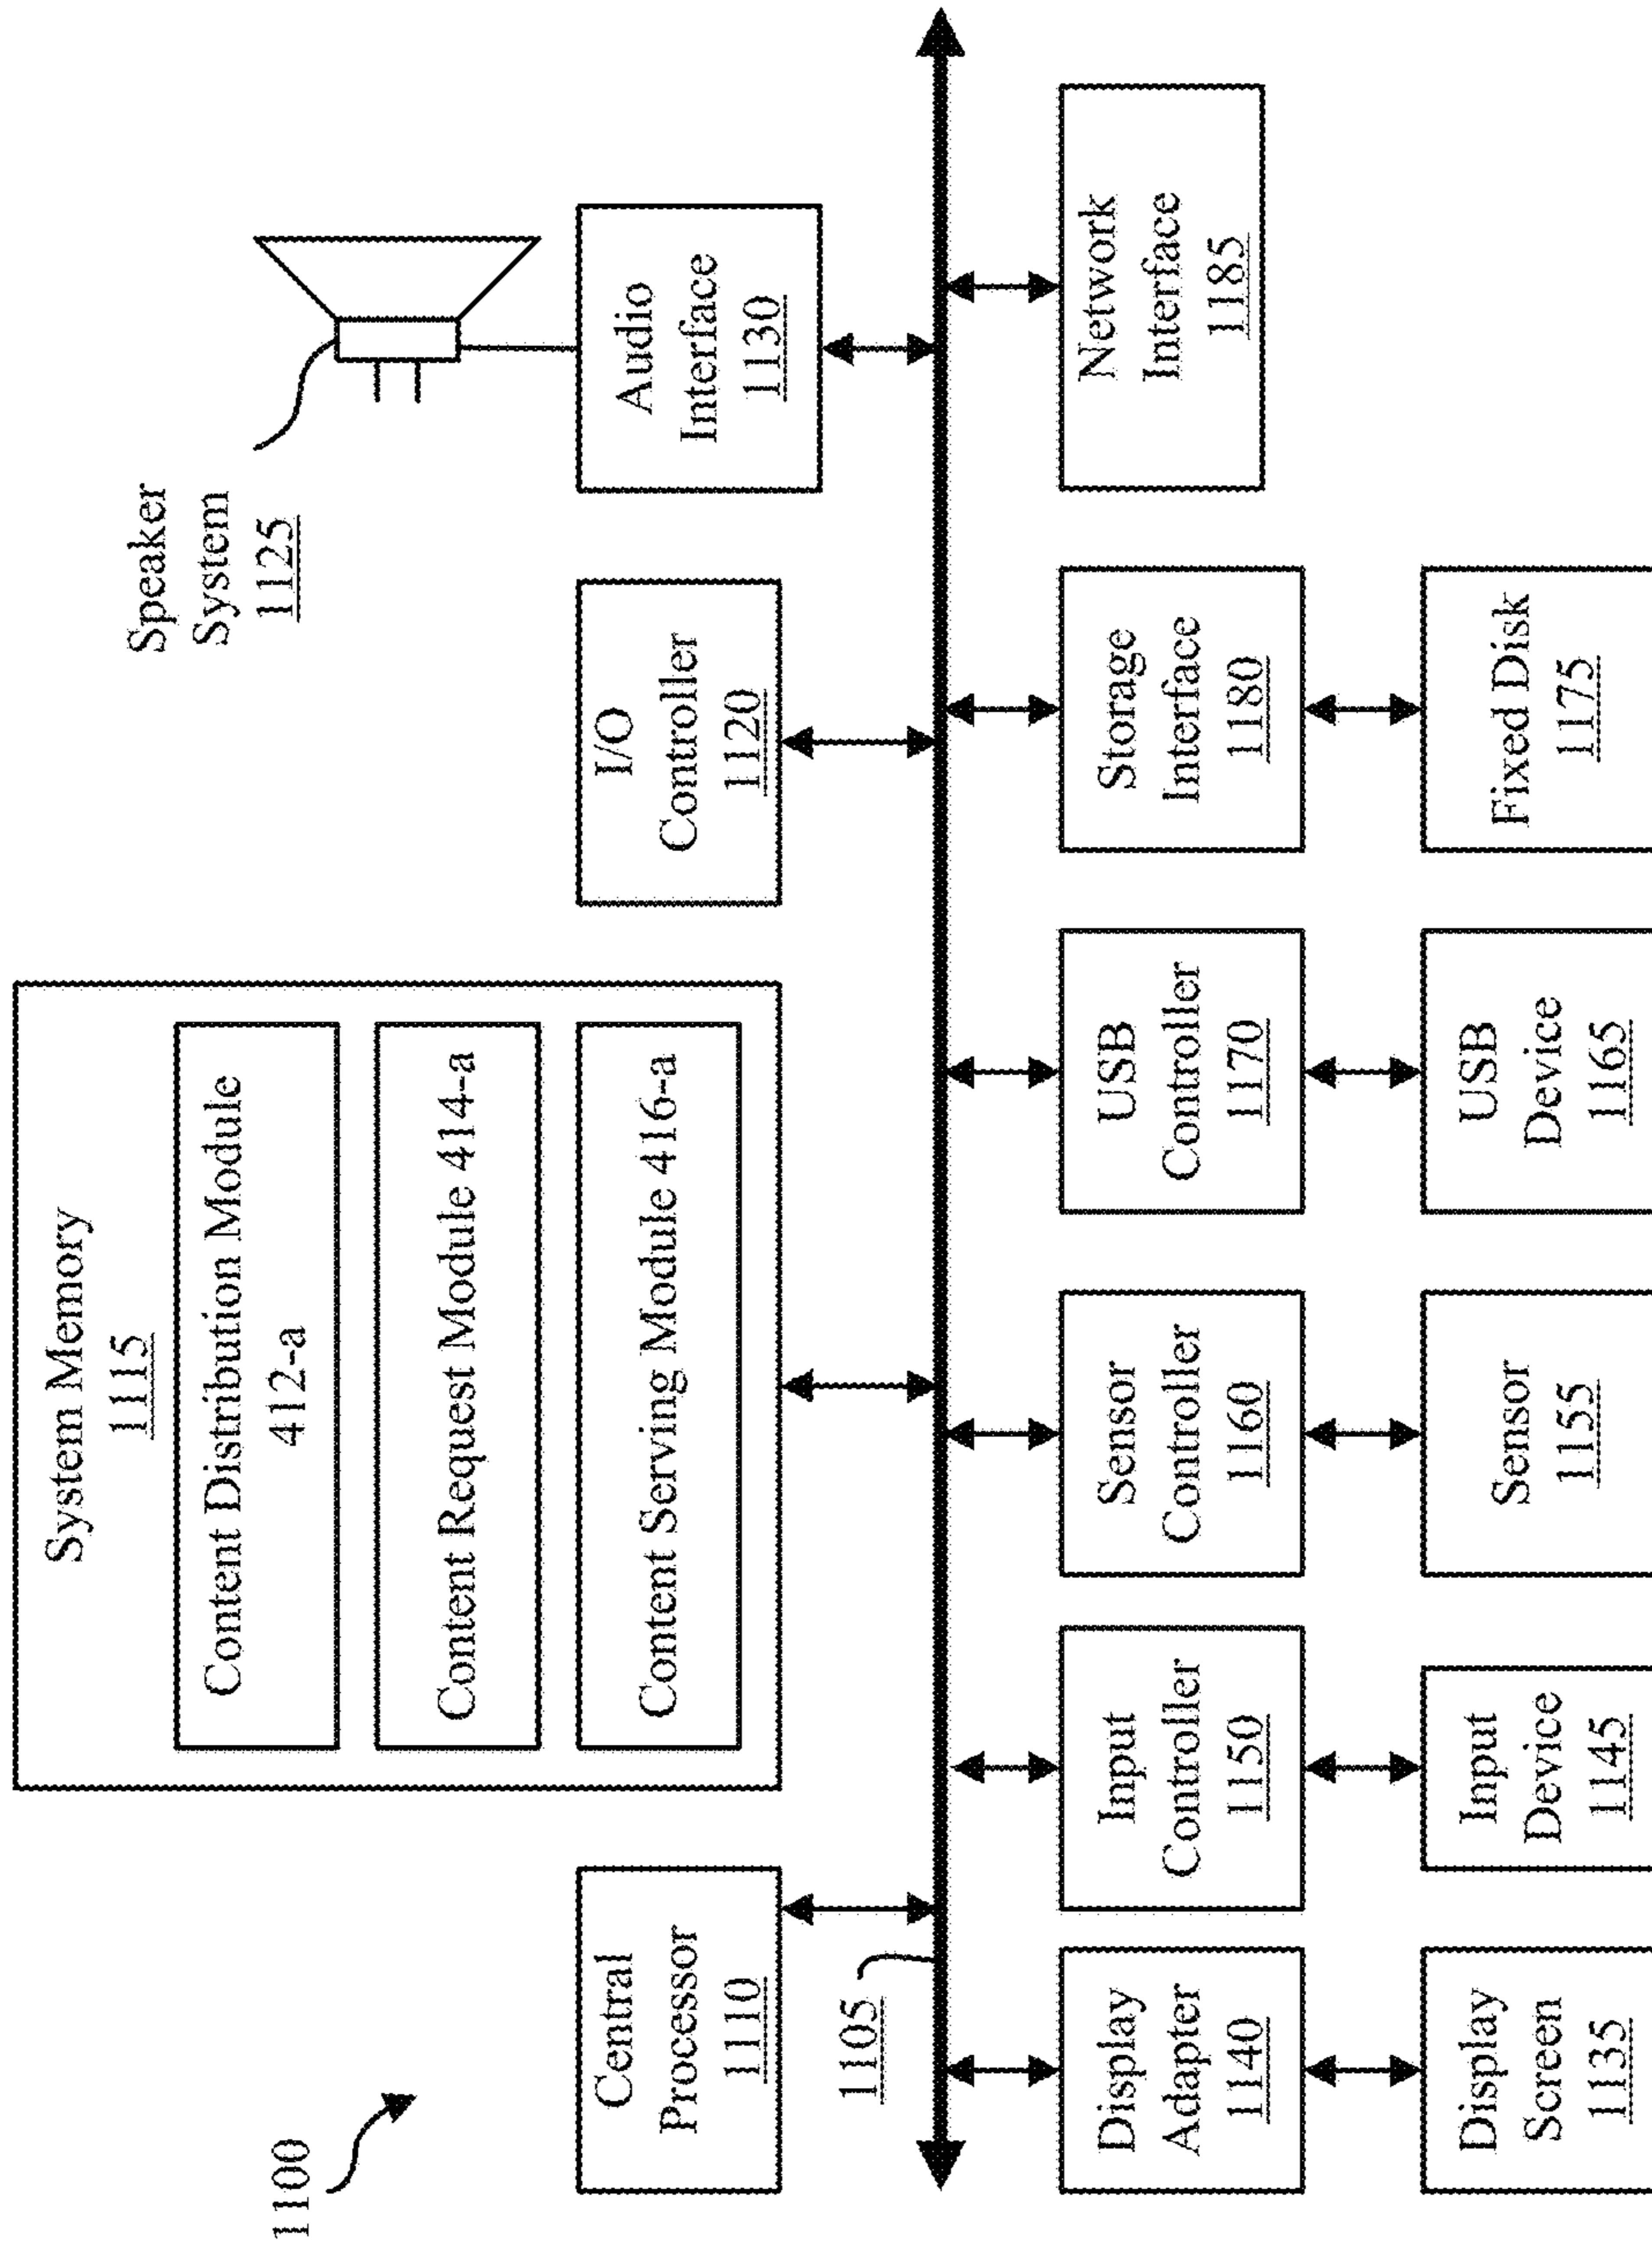 1100
Central
Processor
1110
System Memory
1115
Content Distribution Module
412-a
Content Request Module 414-a
Content Serving Module 416-a
I/O
Controller
1120
Speaker
System
1125
Audio
Interface
1130
1105
Display
Adapter
1140
Input
Controller
1150
Sensor
Controller
1160
USB
Controller
1170
Storage
Interface
1180
Network
Interface
1185
Display
Screen
1135
Input
Device
1145
Sensor
1155
USB
Device
1165
Fixed Disk
1175